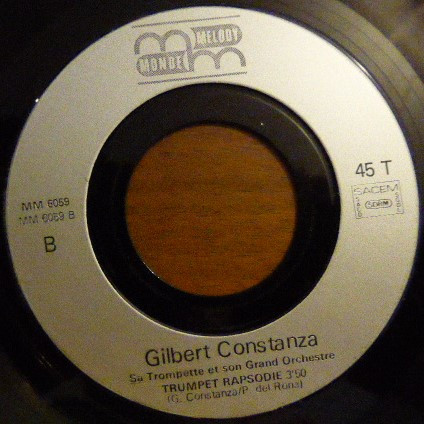 MONDE MELODY
MM 6059
MM 6059 B
B
45 T
SACEM
SDRM
Gilbert Constanza
Sa Trompette et son Grand Orchestre
TRUMPET RAPSODIE 3'50
(G. Constanza/P. del Rona)